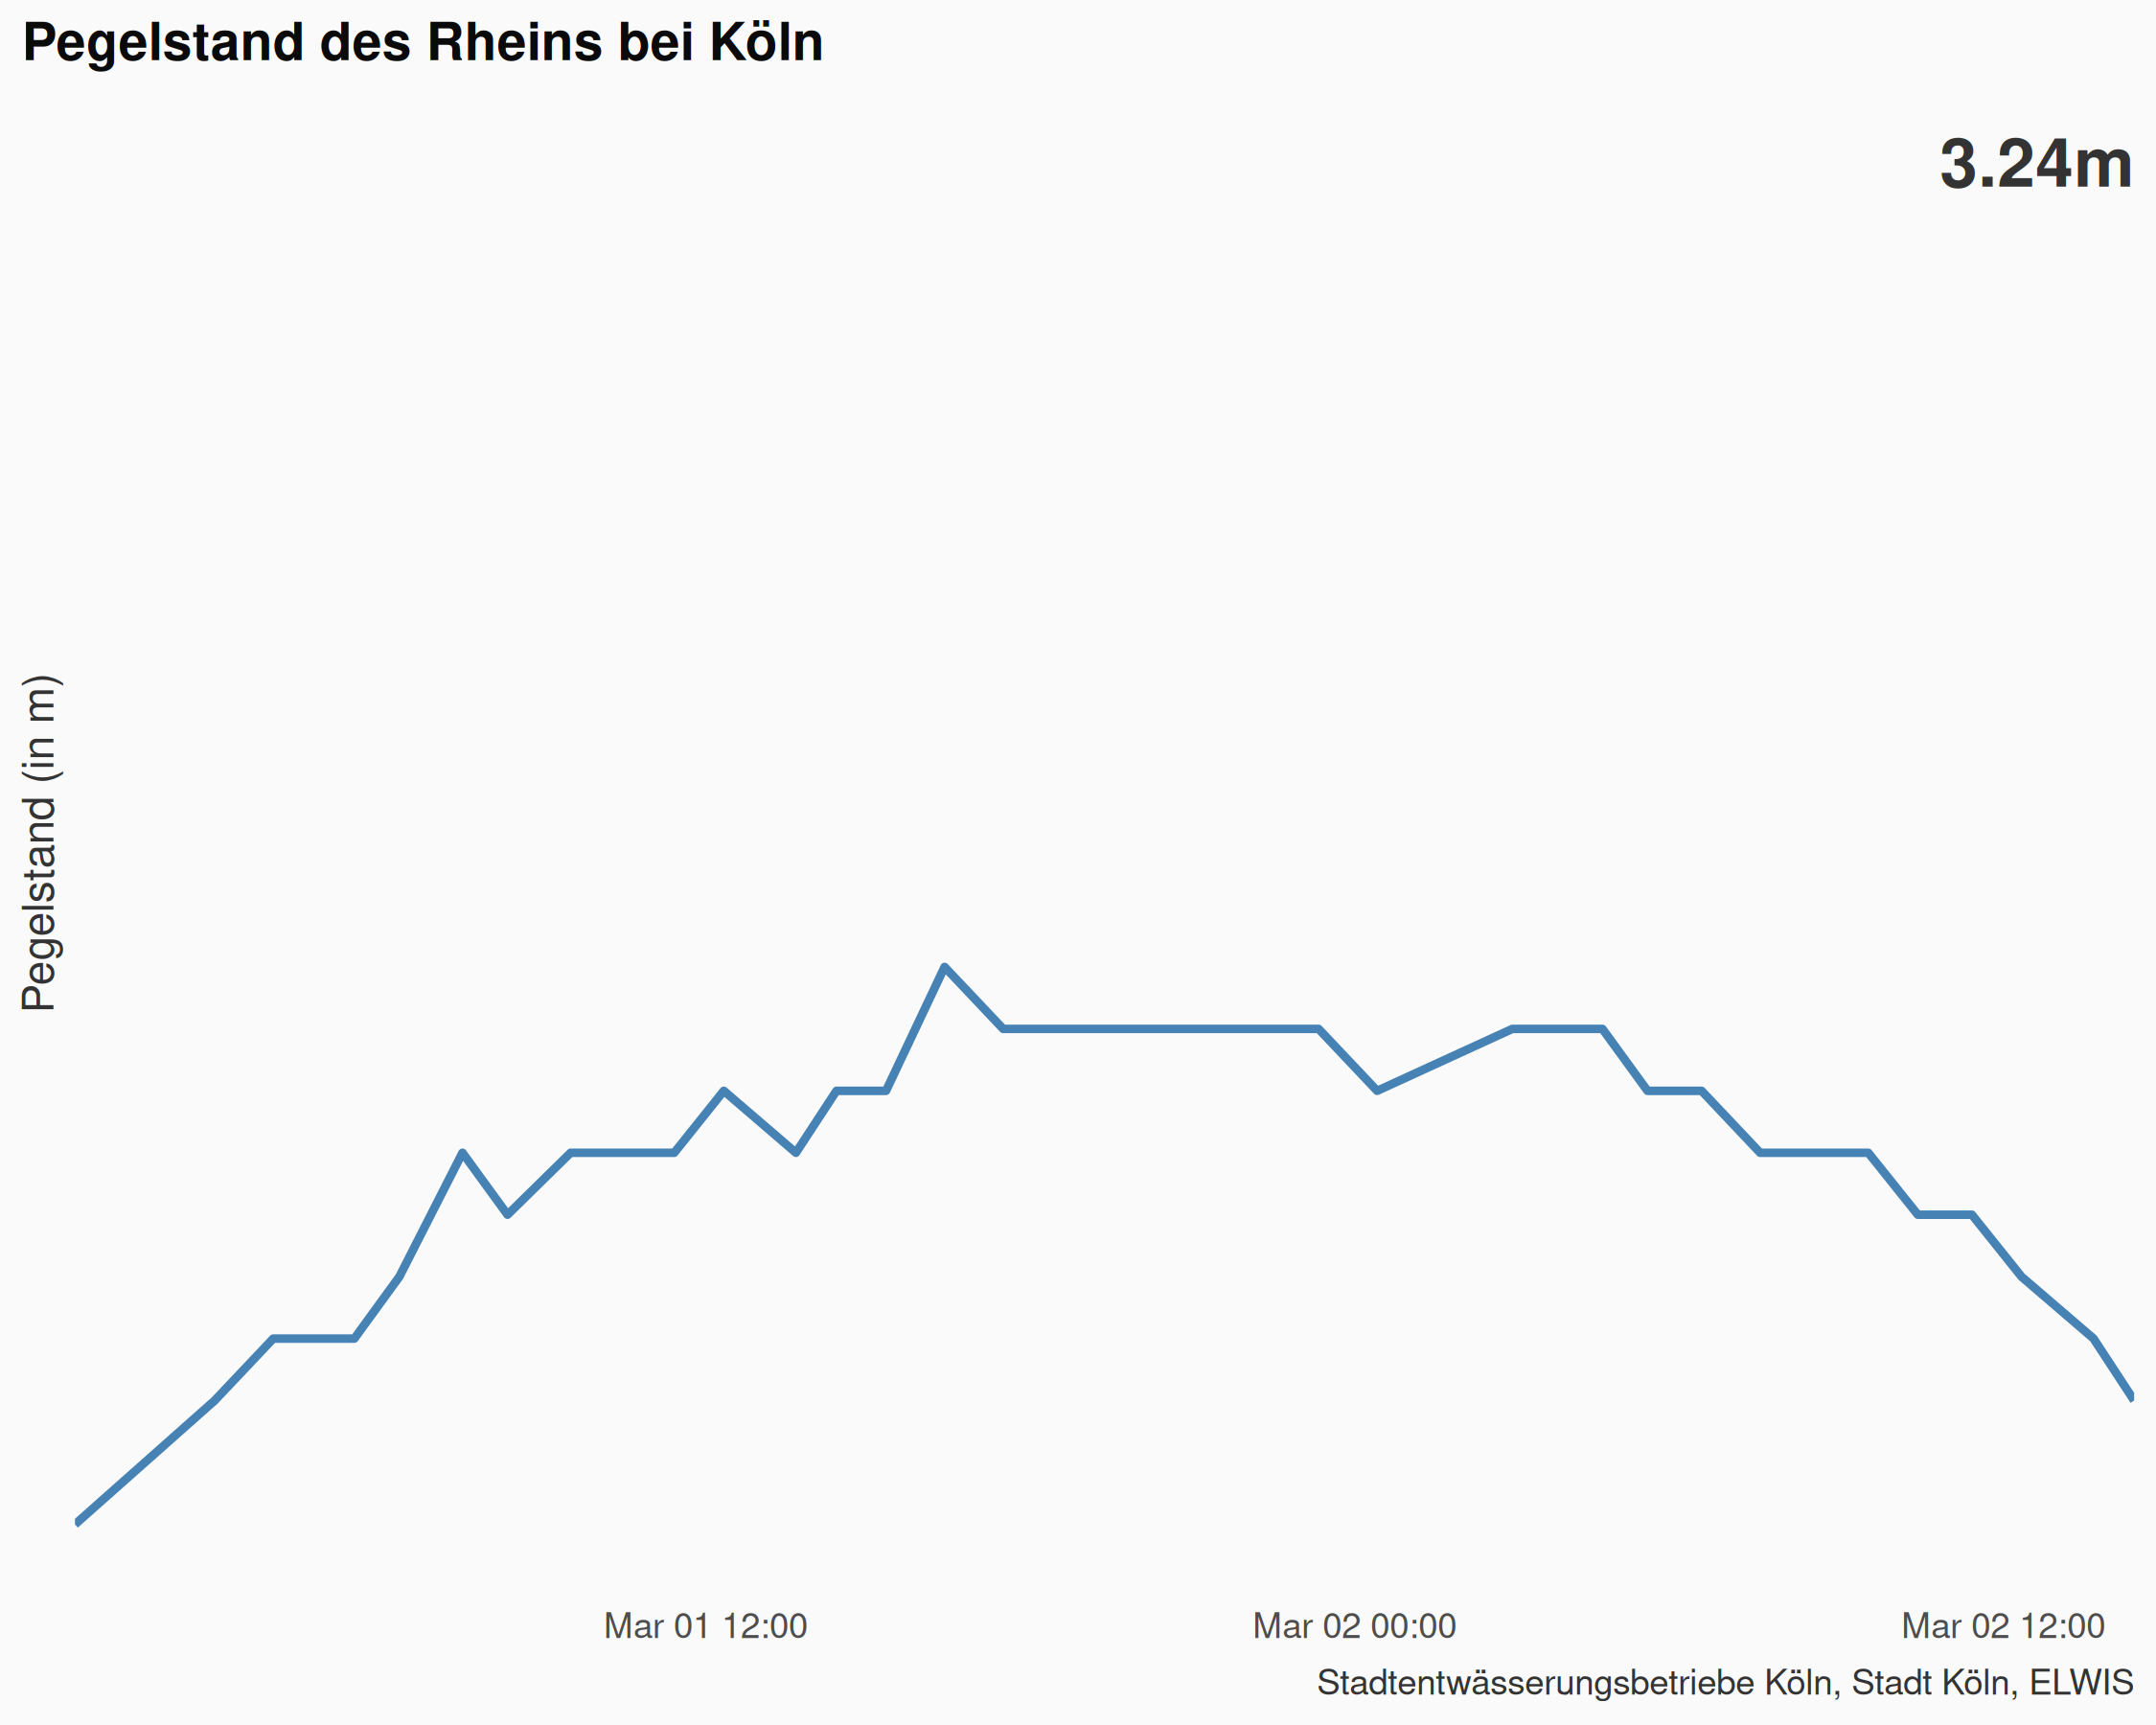 Pegelstand des Rheins bei Köln
3.24m
Pegelstand (in m)
Mar 01 12:00
Mar 02 00:00
Mar 02 12:00
Stadtentwässerungsbetriebe Köln, Stadt Köln, ELWIS